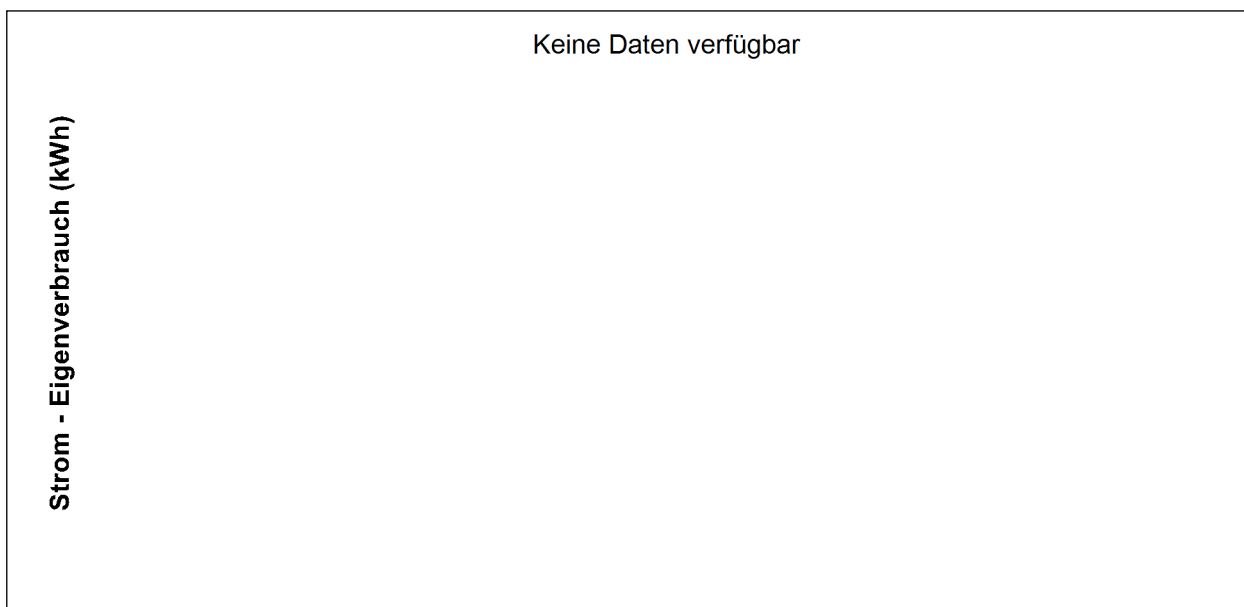 Keine Daten verfügbar
Strom - Eigenverbrauch (kWh)